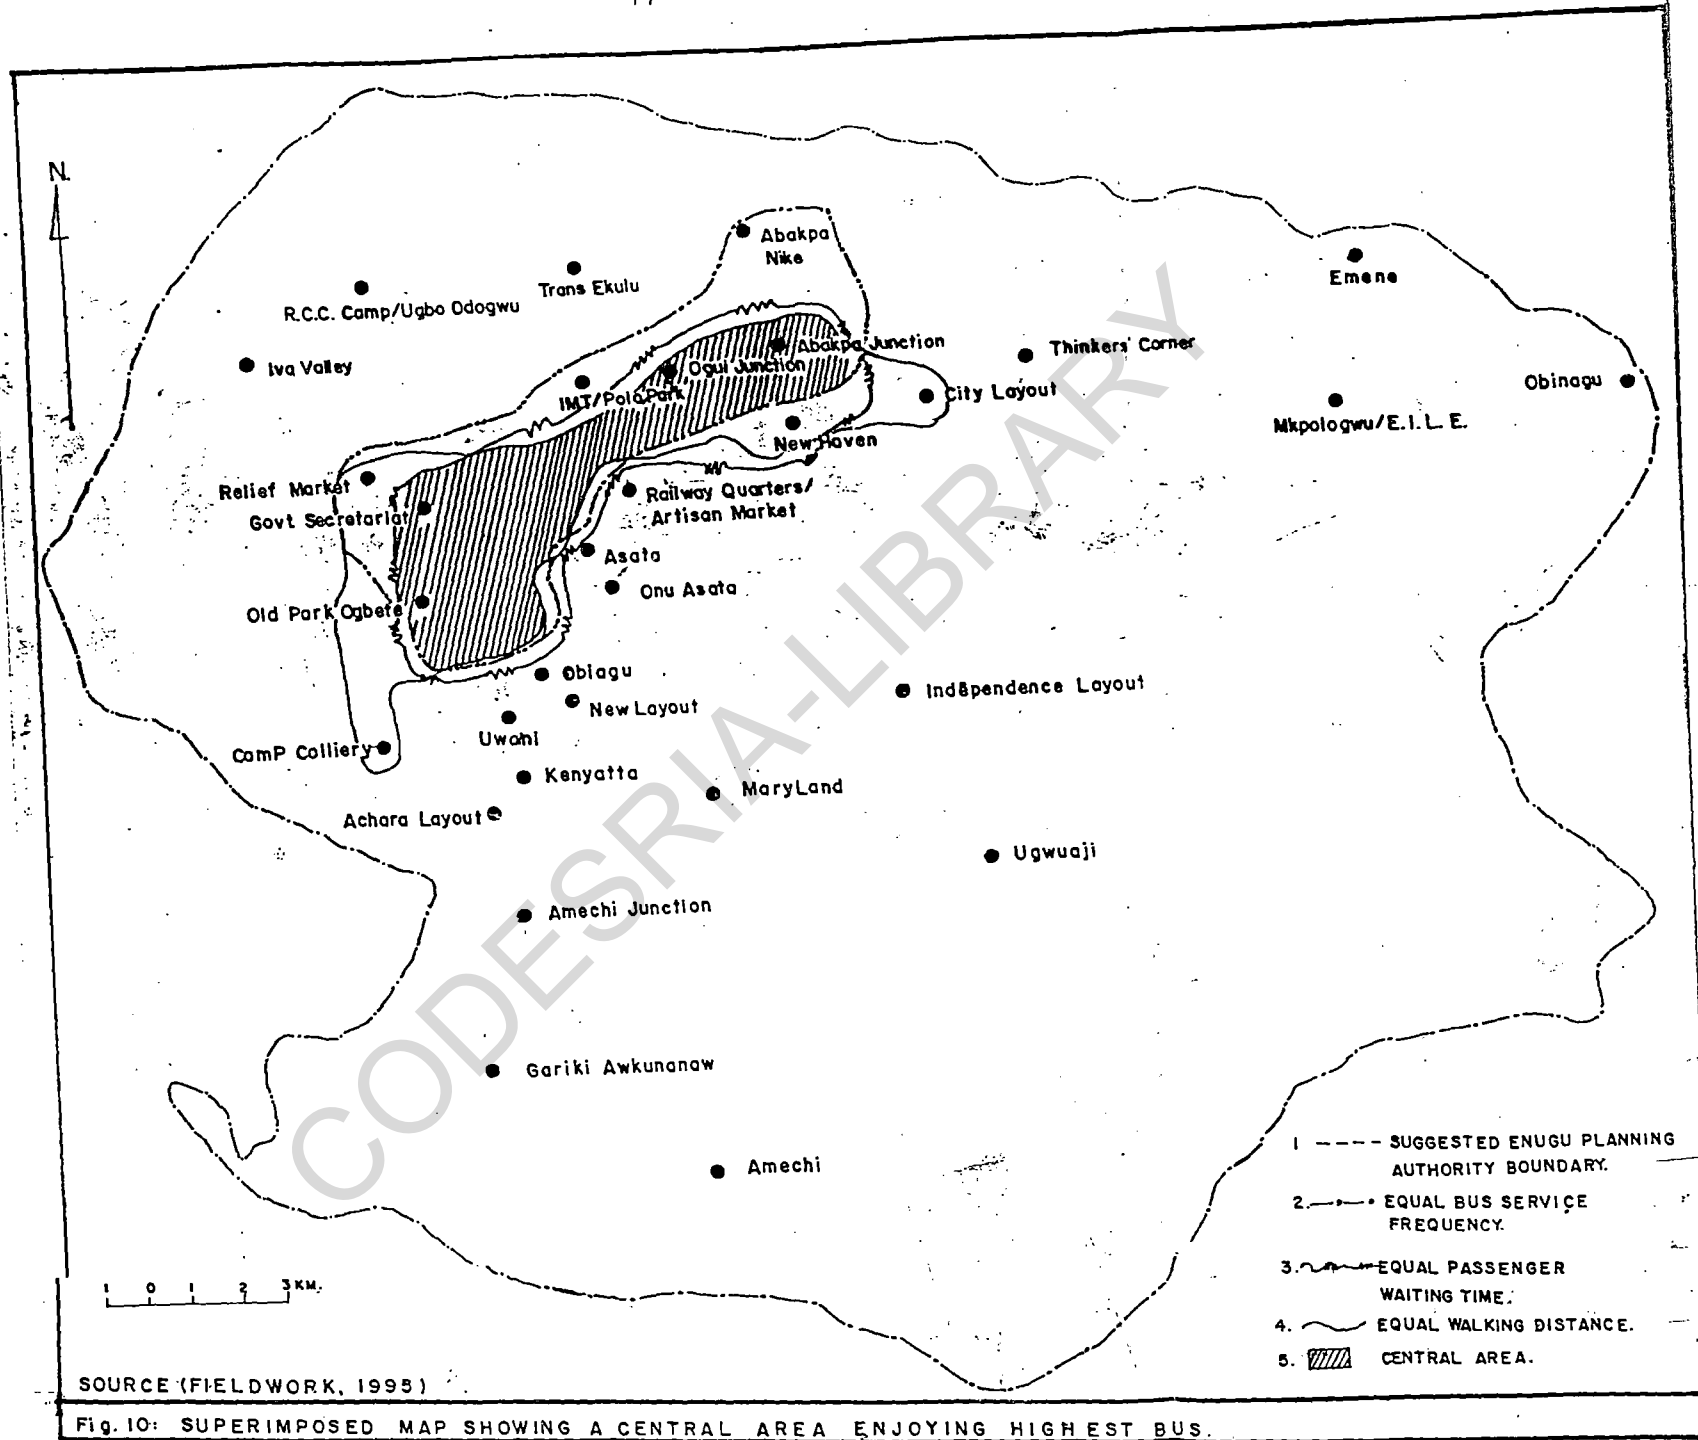 N.
Abakpa
Nike
Emene
Trans Ekulu
R.C.C. Camp/Ugbo Odogwu
Iva Valley
Abakpa Junction
Thinkers' Corner
Ogui Junction
IMT/Polo Park
City Layout
Obinagu
Mkpologwu/E.I.L.E.
New Haven
Relief Market
Govt Secretariat
Railway Quarters/
Artisan Market
Asata
Onu Asata
Old Park Ogbete
Obiagu
New Layout
Independence Layout
Uwani
CamP Colliery
Kenyatta
MaryLand
Achara Layout
Ugwuaji
Amechi Junction
Gariki Awkunanaw
Amechi
CODESRIA-LIBRARY
1 ---- SUGGESTED ENUGU PLANNING
AUTHORITY BOUNDARY.
2. EQUAL BUS SERVICE
FREQUENCY.
3. EQUAL PASSENGER
WAITING TIME.
4. EQUAL WALKING DISTANCE.
5. CENTRAL AREA.
1 0 1 2 3 KM.
SOURCE (FIELDWORK, 1995)
Fig. 10: SUPERIMPOSED MAP SHOWING A CENTRAL AREA ENJOYING HIGHEST BUS.